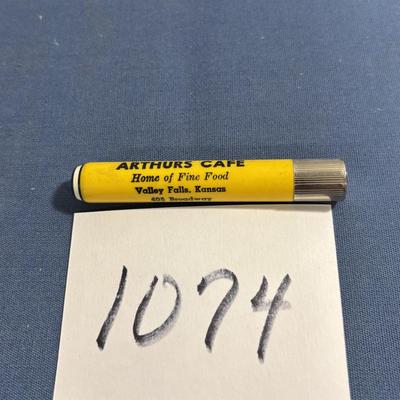 ARTHURS CAFE
Home of Fine Food
Valley Falls, Kansas
405 Broadway
1074